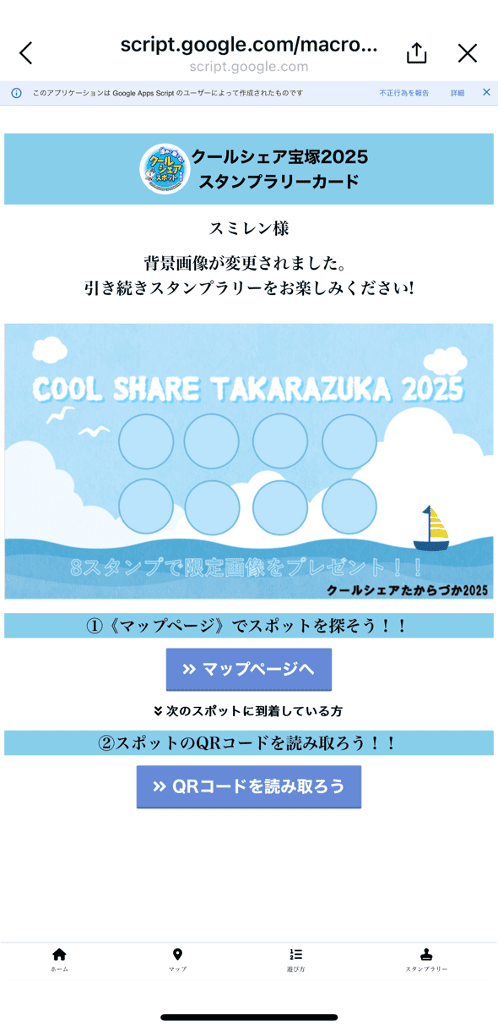 script.google.com/macro...
script.google.com
このアプリケーションは Google Apps Script のユーザーによって作成されたものです
不正行為を報告
詳細
クール
シェア
スポット
クールシェア宝塚2025
スタンプラリーカード
スミレン様
背景画像が変更されました。
引き続きスタンプラリーをお楽しみください!
COOL SHARE TAKARAZUKA 2025
8スタンプで限定画像をプレゼント！！
クールシェアたからづか2025
①《マップページ》でスポットを探そう！！
マップページへ
次のスポットに到着している方
②スポットのQRコードを読み取ろう！！
QRコードを読み取ろう
ホーム
マップ
遊び方
スタンプラリー